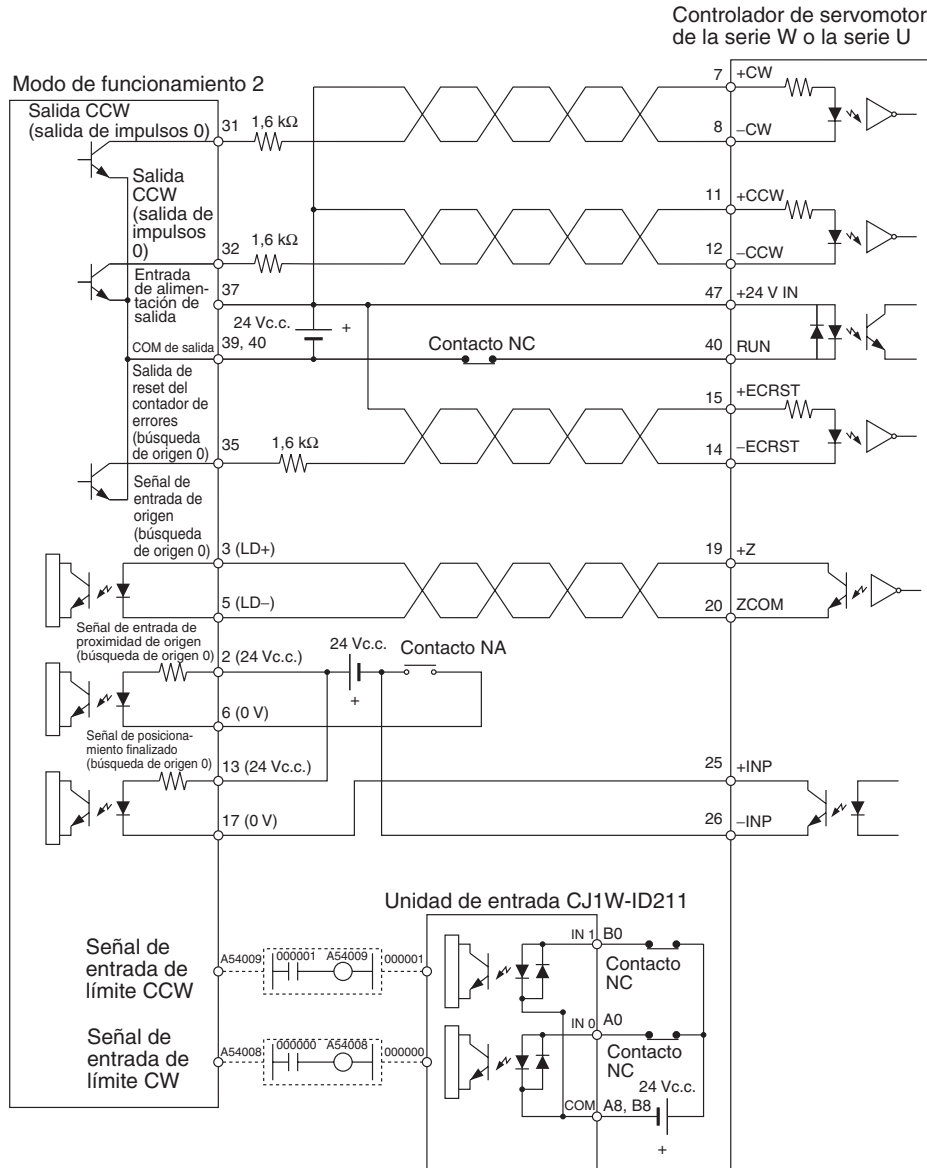 Controlador de servomotor
de la serie W o la serie U
Modo de funcionamiento 2
Salida CCW
(salida de impulsos 0)
31
1,6 kΩ
7
+CW
8
–CW
Salida
CCW
(salida de
impulsos
0)
32
1,6 kΩ
11
+CCW
12
–CCW
Entrada
de alimen-
tación de
salida
37
47
+24 V IN
24 Vc.c.
+
COM de salida
39, 40
Contacto NC
40
RUN
Salida de
reset del
contador de
errores
(búsqueda
de origen 0)
35
1,6 kΩ
15
+ECRST
14
–ECRST
Señal de
entrada de
origen
(búsqueda
de origen 0)
3 (LD+)
19
+Z
5 (LD–)
20
ZCOM
Señal de entrada de
proximidad de origen
(búsqueda de origen 0)
2 (24 Vc.c.)
24 Vc.c.
+
Contacto NA
6 (0 V)
Señal de posiciona-
miento finalizado
(búsqueda de origen 0)
13 (24 Vc.c.)
25
+INP
17 (0 V)
26
–INP
Unidad de entrada CJ1W-ID211
Señal de
entrada de
límite CCW
A54009
000001
A54009
000001
IN 1
B0
Contacto
NC
Señal de
entrada de
límite CW
A54008
000000
A54008
000000
IN 0
A0
Contacto
NC
24 Vc.c.
COM
A8, B8
+